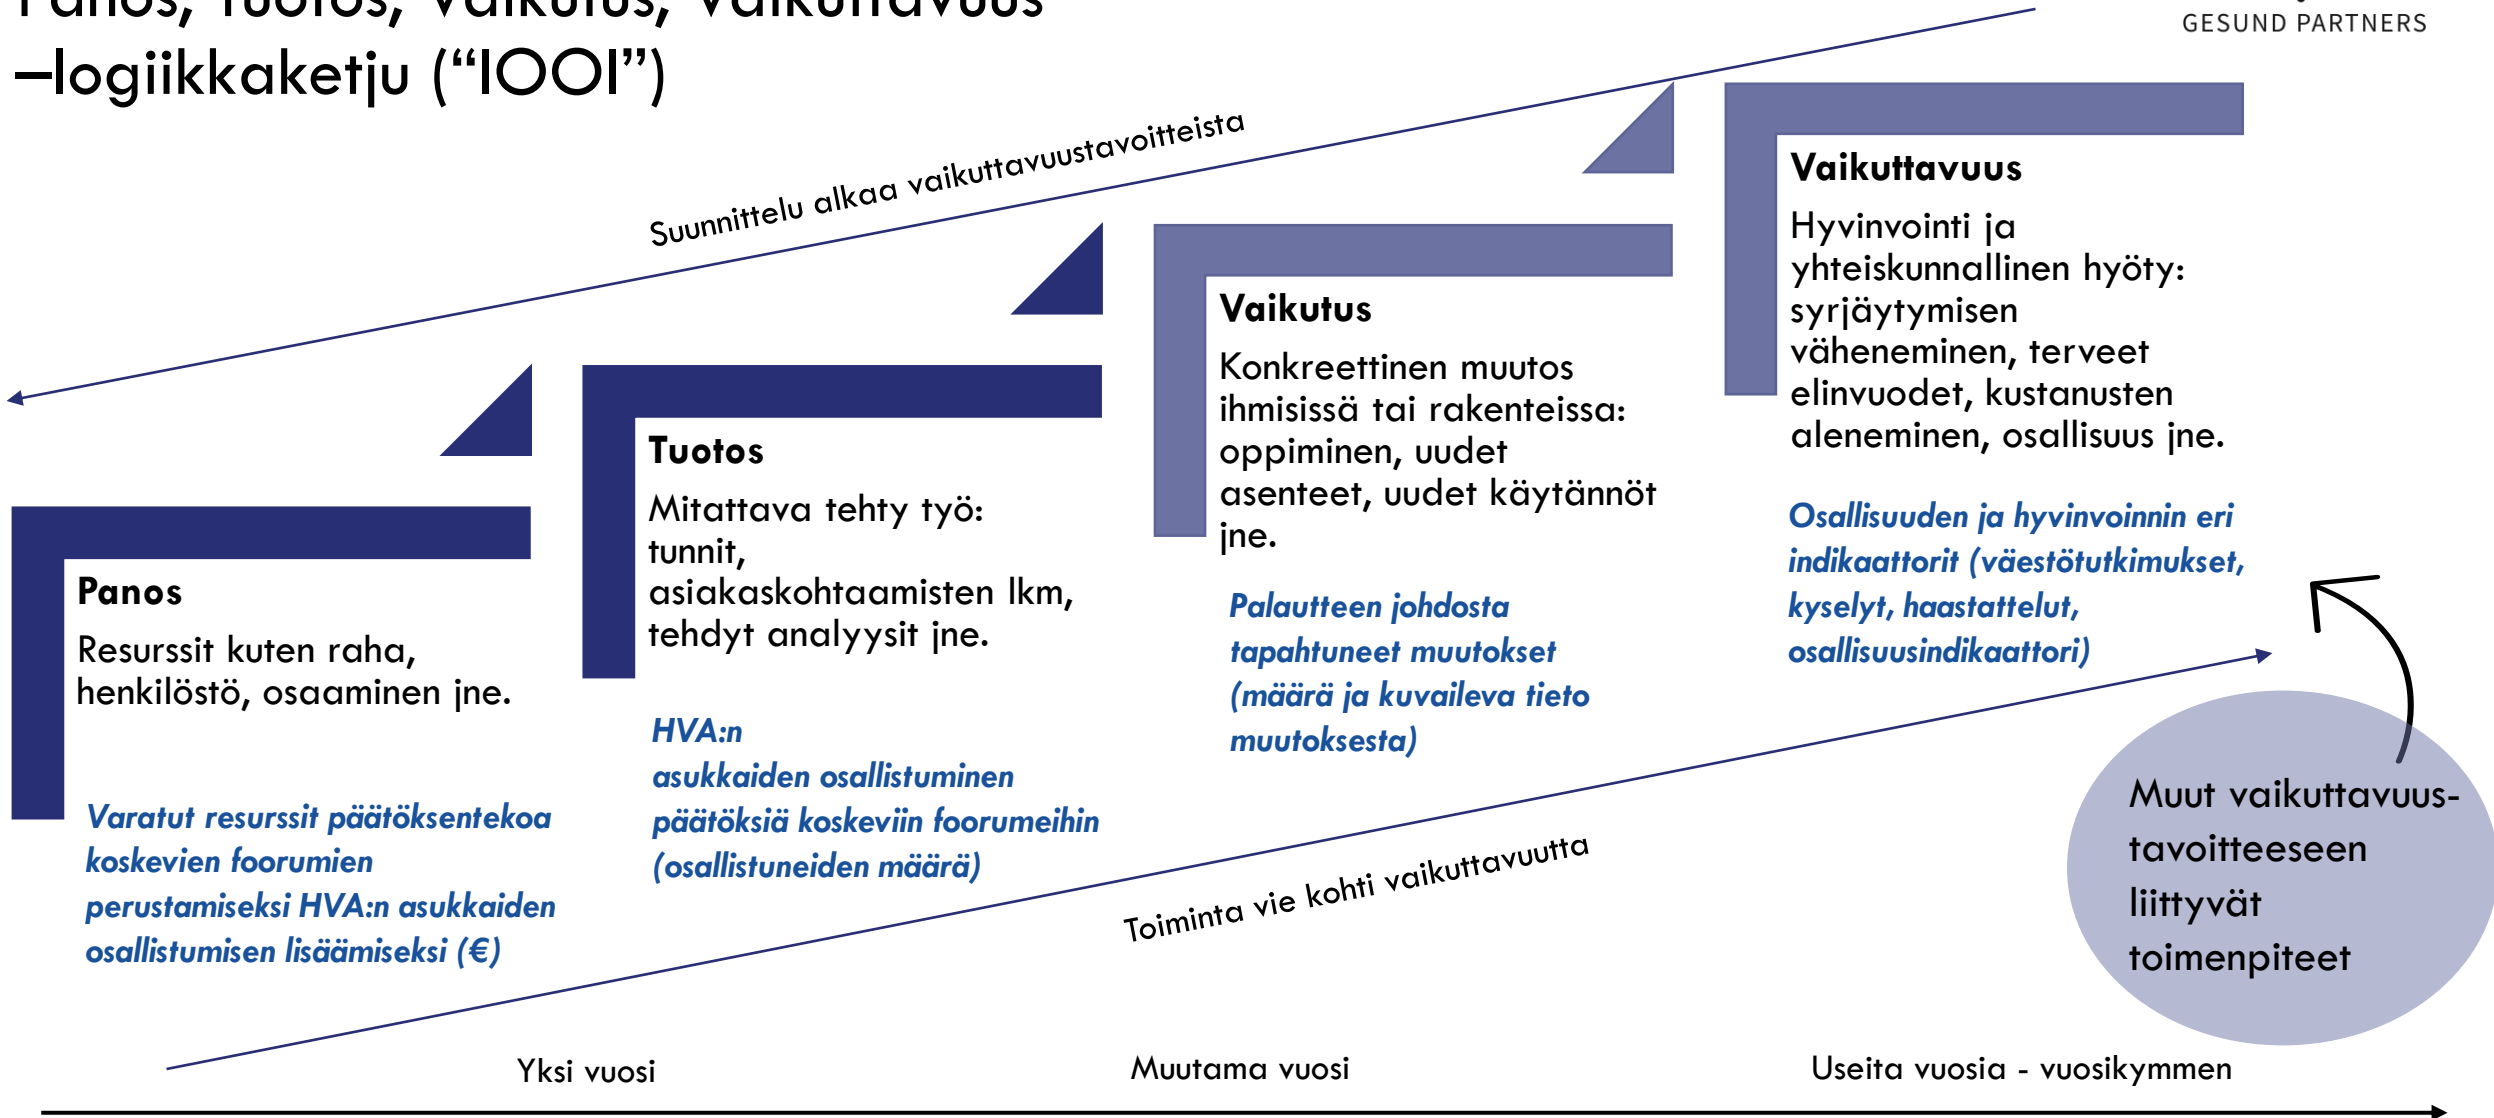 Panos, Tuotos, Vaikutus, Vaikuttavuus
–logiikkaketju (“IOOI”)
GESUND PARTNERS
Suunnittelu alkaa vaikuttavuustavoitteista
Panos
Resurssit kuten raha,
henkilöstö, osaaminen jne.
Varatut resurssit päätöksentekoa
koskevien foorumien
perustamiseksi HVA:n asukkaiden
osallistumisen lisäämiseksi (€)
Tuotos
Mitattava tehty työ:
tunnit,
asiakaskohtaamisten lkm,
tehdyt analyysit jne.
HVA:n
asukkaiden osallistuminen
päätöksiä koskeviin foorumeihin
(osallistuneiden määrä)
Vaikutus
Konkreettinen muutos
ihmisissä tai rakenteissa:
oppiminen, uudet
asenteet, uudet käytännöt
jne.
Palautteen johdosta
tapahtuneet muutokset
(määrä ja kuvaileva tieto
muutoksesta)
Vaikuttavuus
Hyvinvointi ja
yhteiskunnallinen hyöty:
syrjäytymisen
väheneminen, terveet
elinvuodet, kustanusten
aleneminen, osallisuus jne.
Osallisuuden ja hyvinvoinnin eri
indikaattorit (väestötutkimukset,
kyselyt, haastattelut,
osallisuusindikaattori)
Muut vaikuttavuus-
tavoitteeseen
liittyvät
toimenpiteet
Toiminta vie kohti vaikuttavuutta
Yksi vuosi
Muutama vuosi
Useita vuosia - vuosikymmen